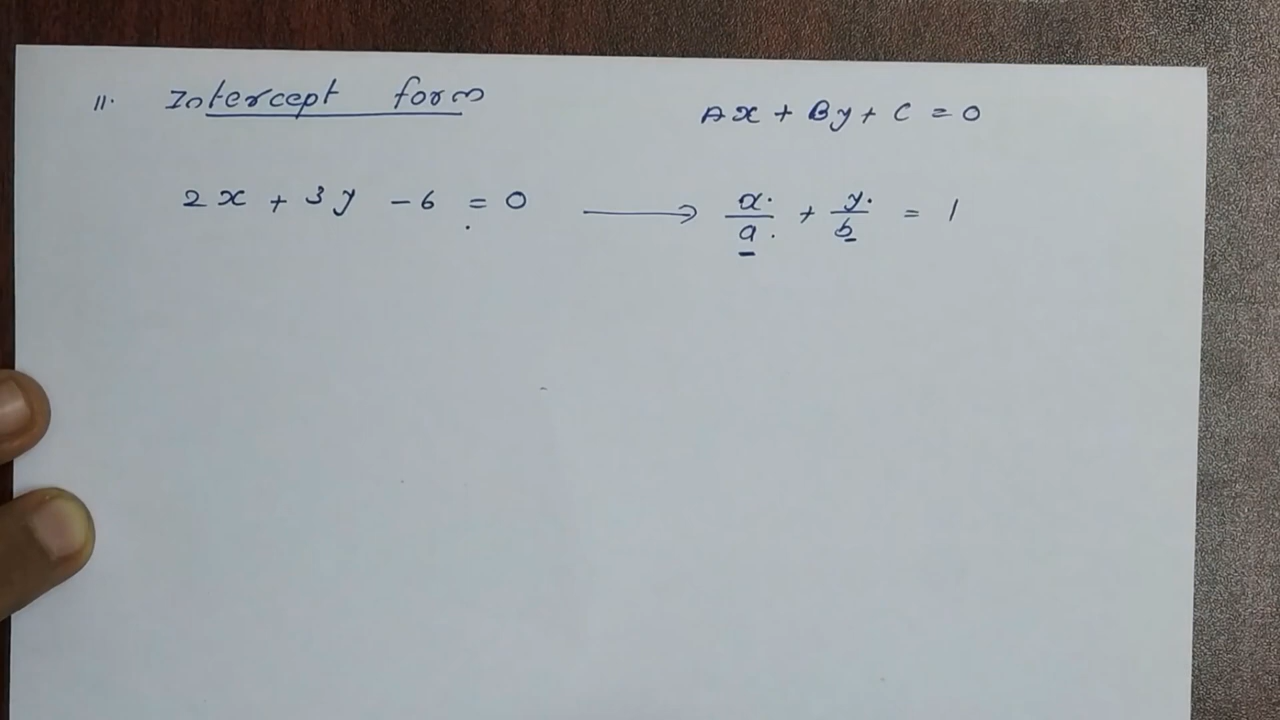 11. Intercept form
Ax + By + C = 0
2x + 3y - 6 = 0 ⟶ x/a + y/b = 1